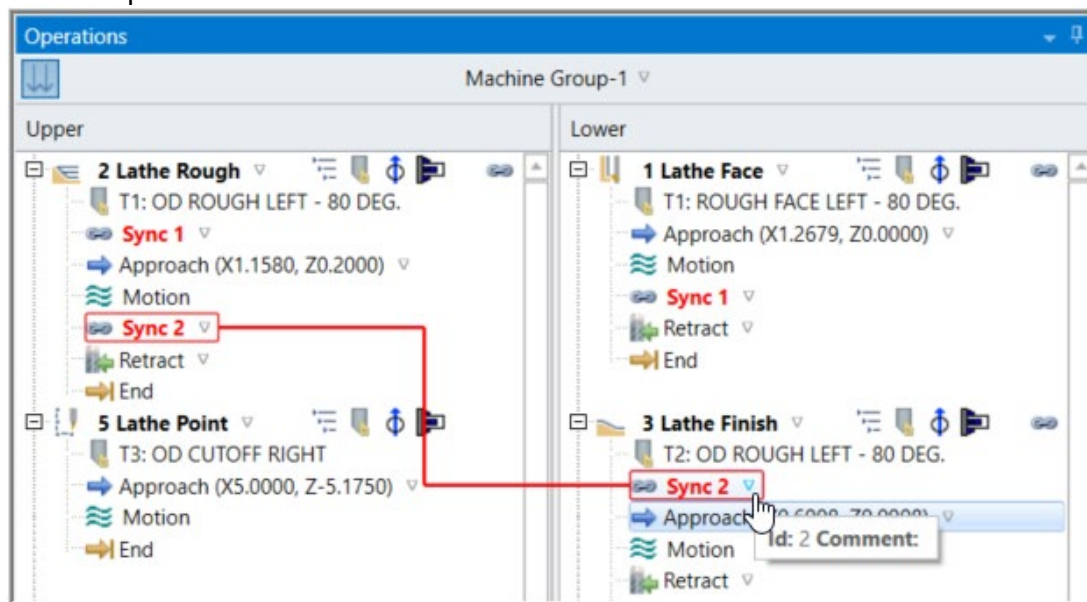 Operations
Machine Group-1
Upper
2 Lathe Rough
T1: OD ROUGH LEFT - 80 DEG.
Sync 1
Approach (X1.1580, Z0.2000)
Motion
Sync 2
Retract
End
5 Lathe Point
T3: OD CUTOFF RIGHT
Approach (X5.0000, Z-5.1750)
Motion
End
Lower
1 Lathe Face
T1: ROUGH FACE LEFT - 80 DEG.
Approach (X1.2679, Z0.0000)
Motion
Sync 1
Retract
End
3 Lathe Finish
T2: OD ROUGH LEFT - 80 DEG.
Sync 2
Approach
Id: 2 Comment:
Motion
Retract